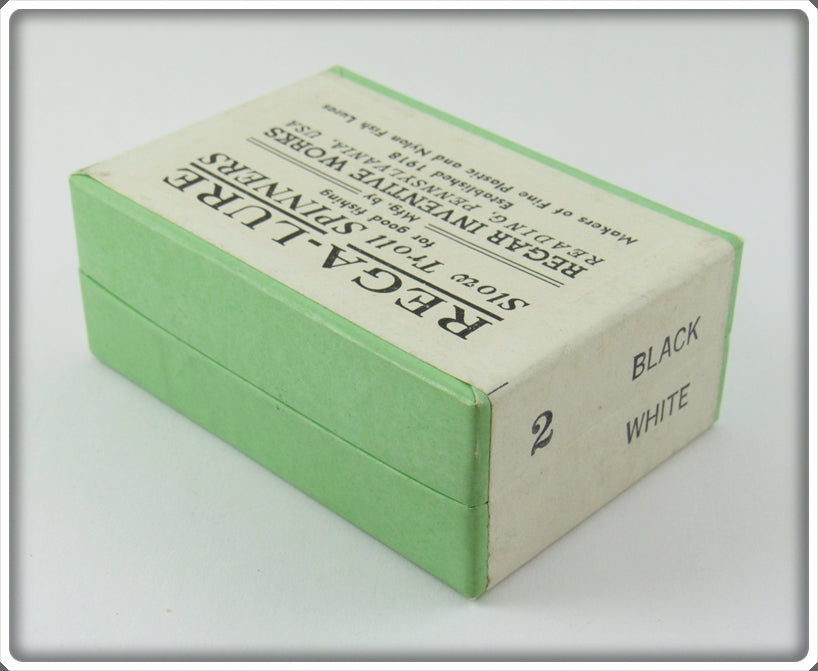 REGA-LURE
Slow Troll SPINNERS
for good fishing
Mfg. by
REGAR INVENTIVE WORKS
READING, PENNSYLVANIA, USA
Established 1918
Makers of Fine Plastic and Nylon Fish Lures
2 BLACK
WHITE